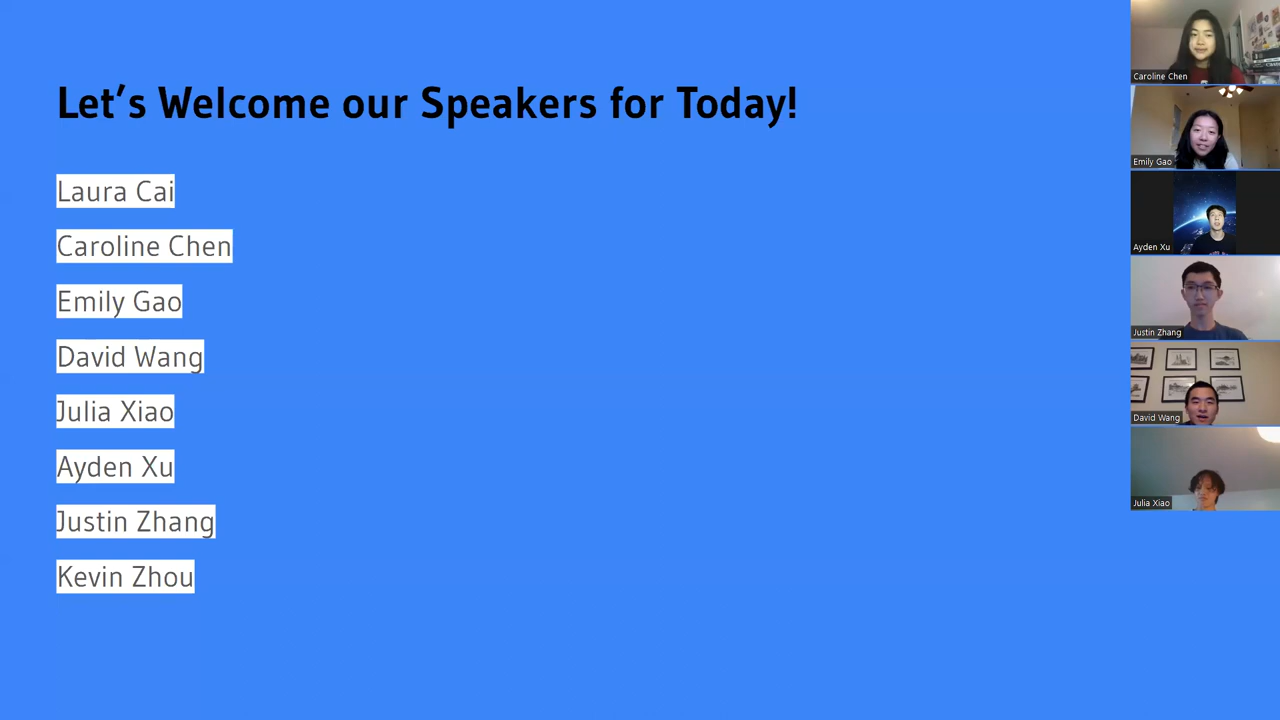 Let's Welcome our Speakers for Today!
Laura Cai
Caroline Chen
Emily Gao
David Wang
Julia Xiao
Ayden Xu
Justin Zhang
Kevin Zhou
Caroline Chen
Emily Gao
Ayden Xu
Justin Zhang
David Wang
Julia Xiao